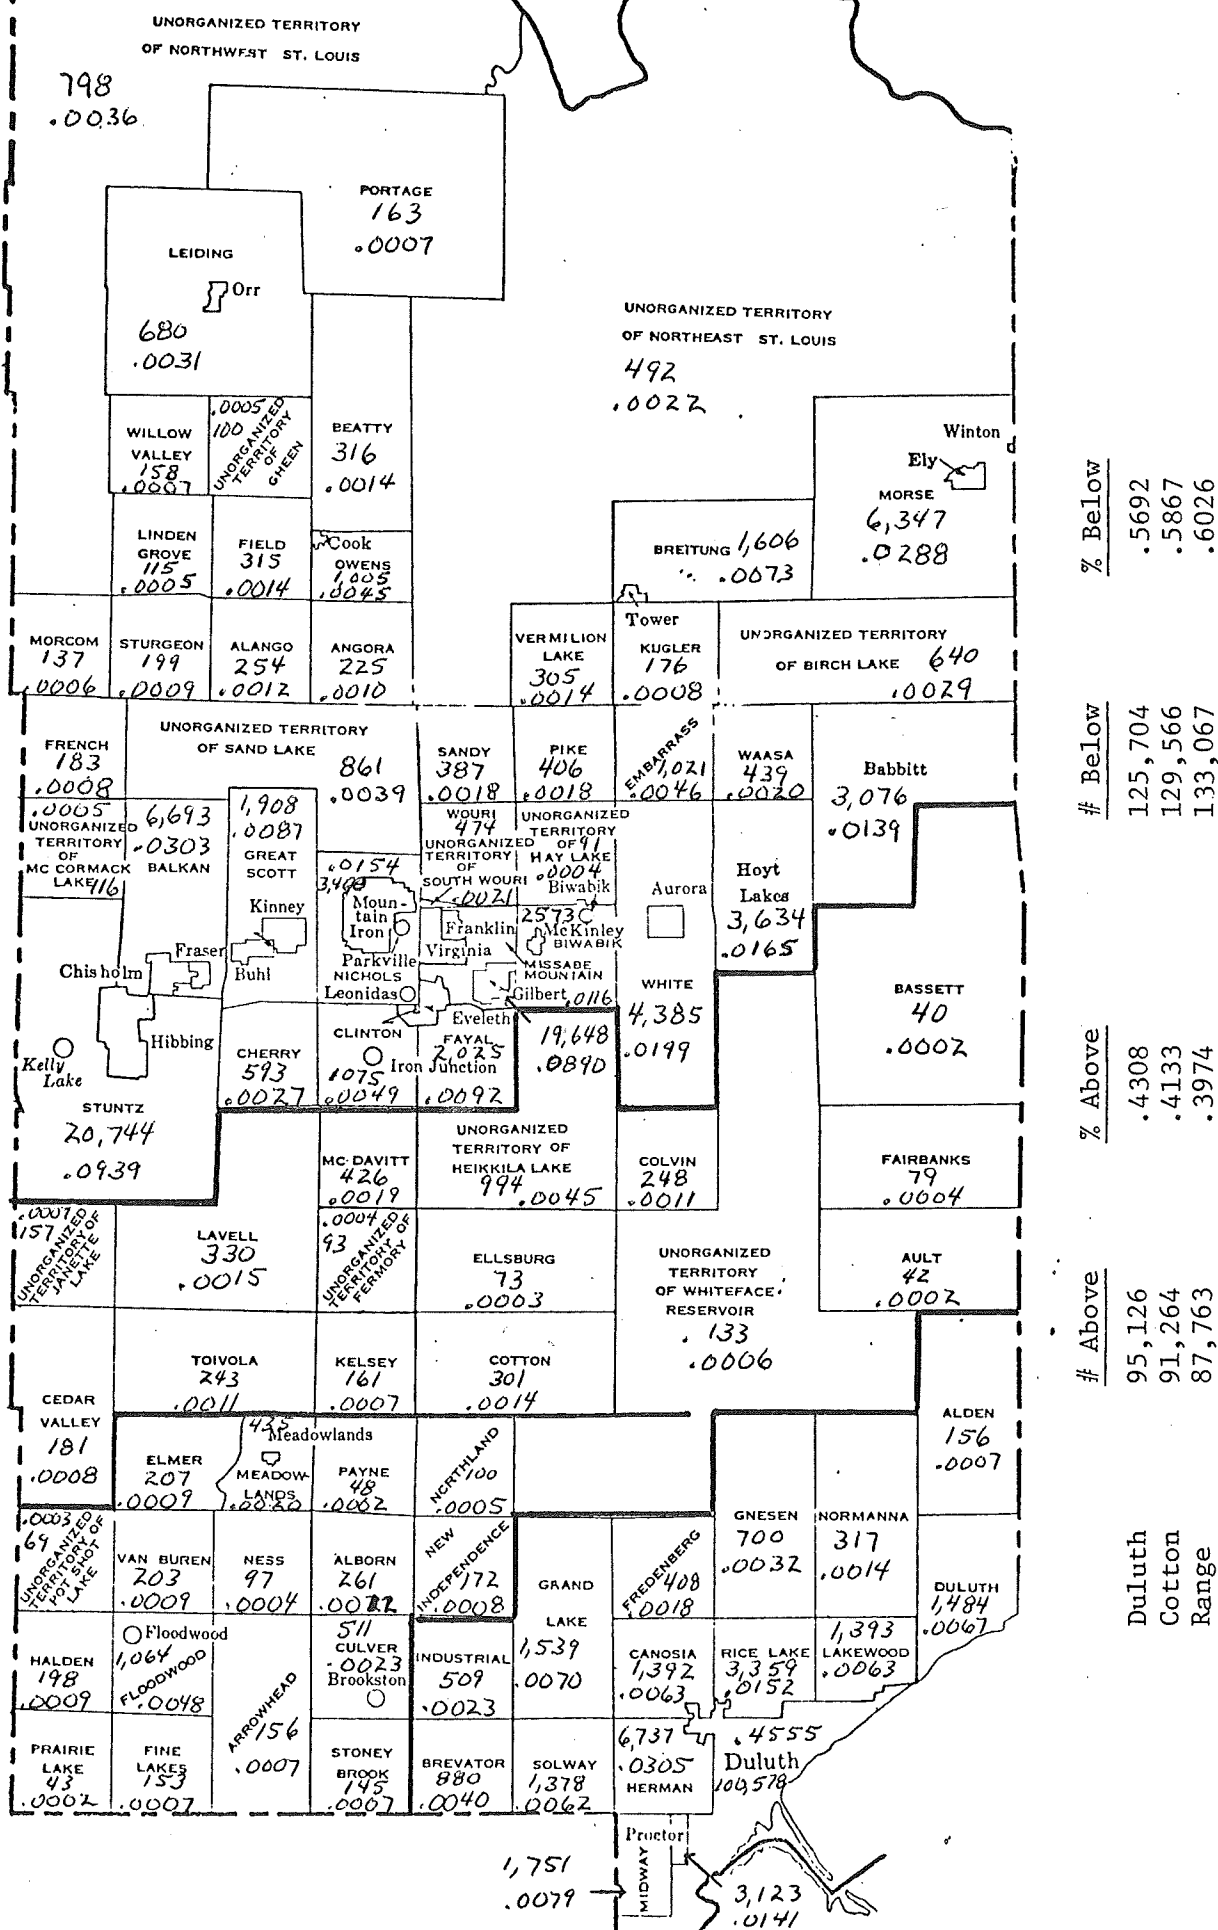 UNORGANIZED TERRITORY
OF NORTHWEST ST. LOUIS
798
.0036
PORTAGE
163
.0007
LEIDING
Orr
680
.0031
UNORGANIZED TERRITORY
OF NORTHEAST ST. LOUIS
492
.0022
WILLOW
VALLEY
158
.0007
.0005
100
UNORGANIZED
TERRITORY
OF
GHEEN
BEATTY
316
.0014
Winton
Ely
MORSE
6,347
.0288
LINDEN
GROVE
115
.0005
FIELD
315
.0014
Cook
OWENS
1,005
.0045
BREITUNG 1,606
.0073
Tower
MORCOM
137
.0006
STURGEON
199
.0009
ALANGO
254
.0012
ANGORA
225
.0010
VERMILION
LAKE
305
.0014
KUGLER
176
.0008
UNORGANIZED TERRITORY
OF BIRCH LAKE 640
.0029
FRENCH
183
.0008
UNORGANIZED TERRITORY
OF SAND LAKE
861
.0039
SANDY
387
.0018
PIKE
406
.0018
EMBARRASS
1,021
.0046
WAASA
439
.0020
Babbitt
3,076
.0139
.0005
UNORGANIZED
TERRITORY
OF
MC CORMACK
LAKE 116
6,693
.0303
BALKAN
1,908
.0087
GREAT
SCOTT
Kinney
Buhl
Fraser
Chisholm
.0154
Moun-
tain
Iron
Parkville
NICHOLS
Leonidas
WOURI
474
UNORGANIZED
TERRITORY
OF
SOUTH WOURI
.0021
Franklin
Virginia
UNORGANIZED
TERRITORY
OF 91
HAY LAKE
.0004
Biwabik
2573
McKinley
BIWABIK
MISSABE
MOUNTAIN
Gilbert .0116
Eveleth
Aurora
WHITE
4,385
.0199
Hoyt
Lakes
3,634
.0165
BASSETT
40
.0002
Hibbing
Kelly
Lake
STUNTZ
20,744
.0939
CHERRY
593
.0027
CLINTON
1075
.0049
Iron Junction
FAYAL
2,025
.0092
19,648
.0890
MC DAVITT
426
.0019
UNORGANIZED
TERRITORY OF
HEIKKILA LAKE
994 .0045
COLVIN
248
.0011
FAIRBANKS
79
.0004
.0007
157
UNORGANIZED
TERRITORY OF
JANETTE
LAKE
LAVELL
330
.0015
.0004
93
UNORGANIZED
TERRITORY OF
FERMORY
ELLSBURG
73
.0003
UNORGANIZED
TERRITORY
OF WHITEFACE
RESERVOIR
133
.0006
AULT
42
.0002
CEDAR
VALLEY
181
.0008
TOIVOLA
243
.0011
KELSEY
161
.0007
COTTON
301
.0014
ALDEN
156
.0007
ELMER
207
.0009
435
Meadowlands
MEADOW-
LANDS
.0020
PAYNE
48
.0002
NORTHLAND
100
.0005
GNESEN
700
.0032
NORMANNA
317
.0014
.0003
69
UNORGANIZED
TERRITORY OF
POT SHOT
LAKE
VAN BUREN
203
.0009
NESS
97
.0004
ALBORN
261
NEW
INDEPENDENCE
172
.0008
GRAND
LAKE
1,539
.0070
FREDENBERG
408
.0018
DULUTH
1,484
.0067
HALDEN
198
.0009
Floodwood
1,064
FLOODWOOD
.0048
ARROWHEAD
156
.0007
511
CULVER
.0023
Brookston
INDUSTRIAL
509
.0023
CANOSIA
1,392
.0063
RICE LAKE
3,359
.0152
1,393
LAKEWOOD
.0063
PRAIRIE
LAKE
43
.0002
FINE
LAKES
153
.0007
STONEY
BROOK
145
.0007
BREVATOR
880
.0040
SOLWAY
1,378
.0062
6,737
.0305
HERMAN
.4555
Duluth
100,578
Proctor
MIDWAY
1,751
.0079
3,123
.0141
# Above % Above # Below % Below
Duluth 95,126 .4308 125,704 .5692
Cotton 91,264 .4133 129,566 .5867
Range 87,763 .3974 133,067 .6026